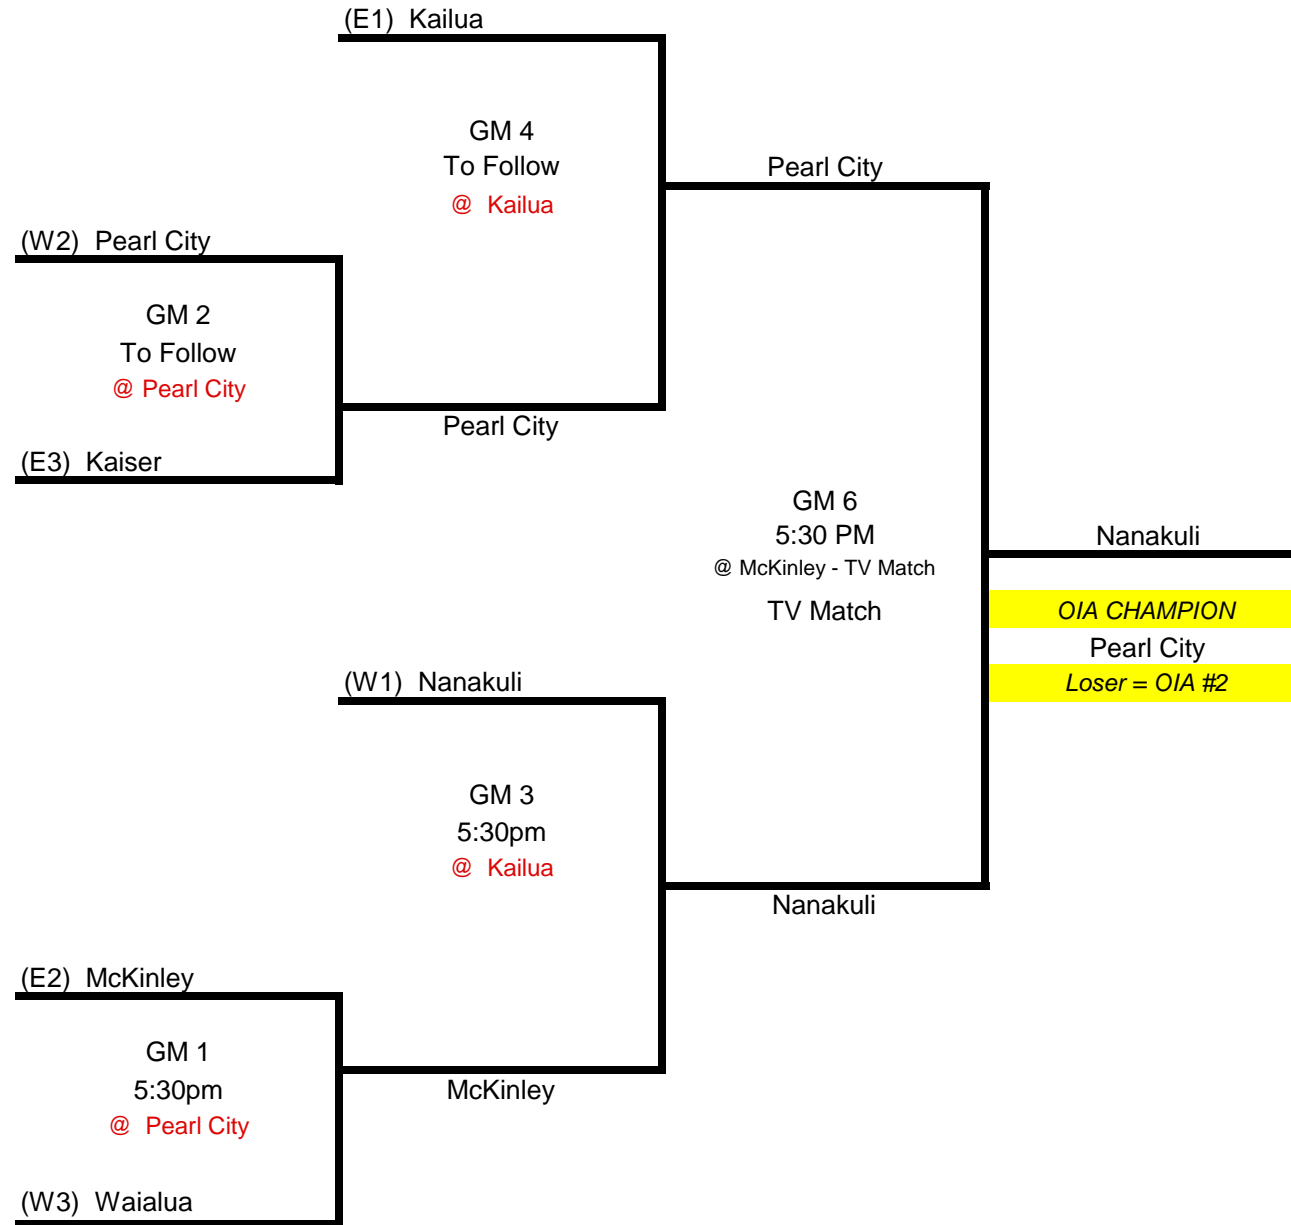 (E1) Kailua
GM 4
To Follow
@ Kailua
Pearl City
(W2) Pearl City
GM 2
To Follow
@ Pearl City
Pearl City
(E3) Kaiser
GM 6
5:30 PM
@ McKinley - TV Match
TV Match
Nanakuli
OIA CHAMPION
Pearl City
Loser = OIA #2
(W1) Nanakuli
GM 3
5:30pm
@ Kailua
Nanakuli
(E2) McKinley
GM 1
5:30pm
@ Pearl City
McKinley
(W3) Waialua